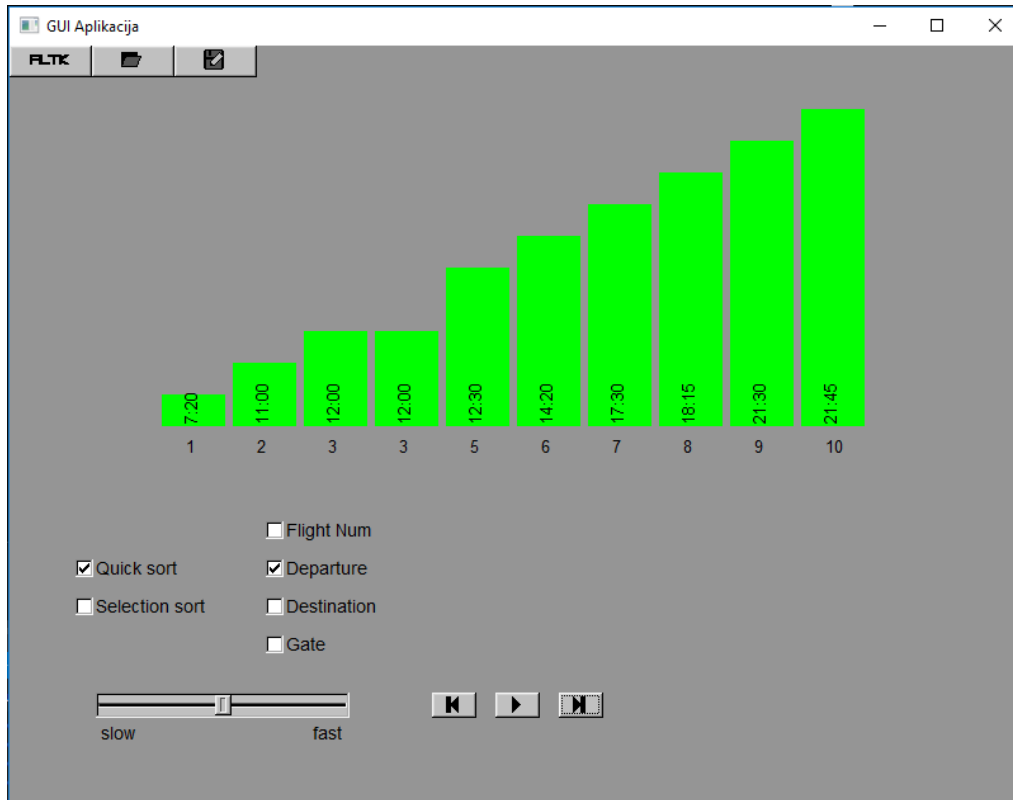 GUI Aplikacija
FLTK
7:20 11:00 12:00 12:00 12:30 14:20 17:30 18:15 21:30 21:45
1 2 3 3 5 6 7 8 9 10
Flight Num
Quick sort Departure
Selection sort Destination
Gate
slow fast